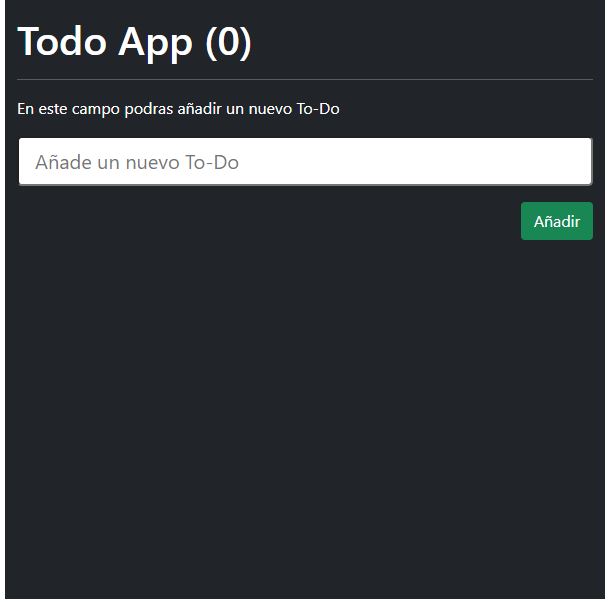 Todo App (0)
En este campo podras añadir un nuevo To-Do
Añade un nuevo To-Do
Añadir